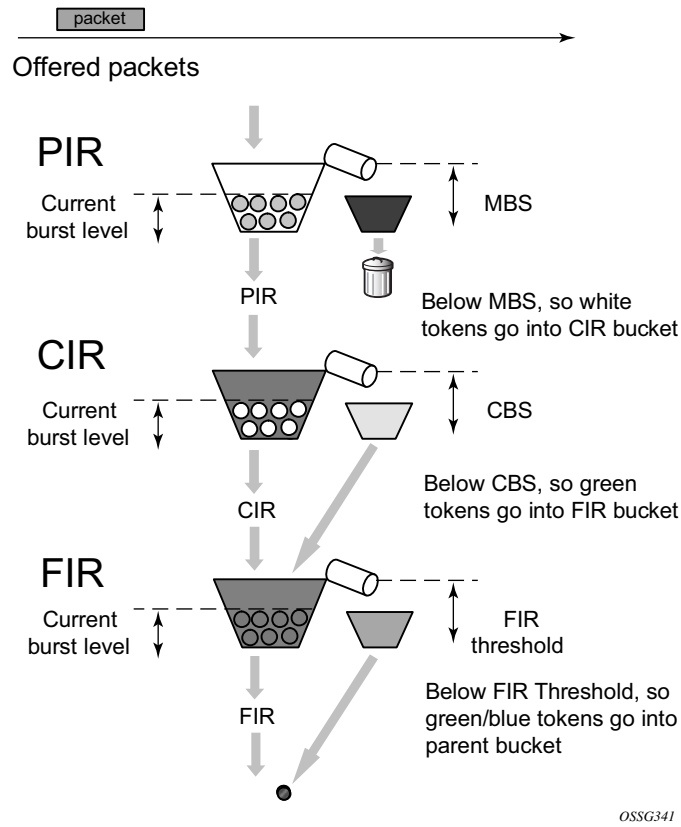 packet
Offered packets
PIR
Current
burst level
MBS
PIR
Below MBS, so white
tokens go into CIR bucket
CIR
Current
burst level
CBS
Below CBS, so green
tokens go into FIR bucket
CIR
FIR
Current
burst level
FIR
threshold
Below FIR Threshold, so
green/blue tokens go into
parent bucket
FIR
OSSG341